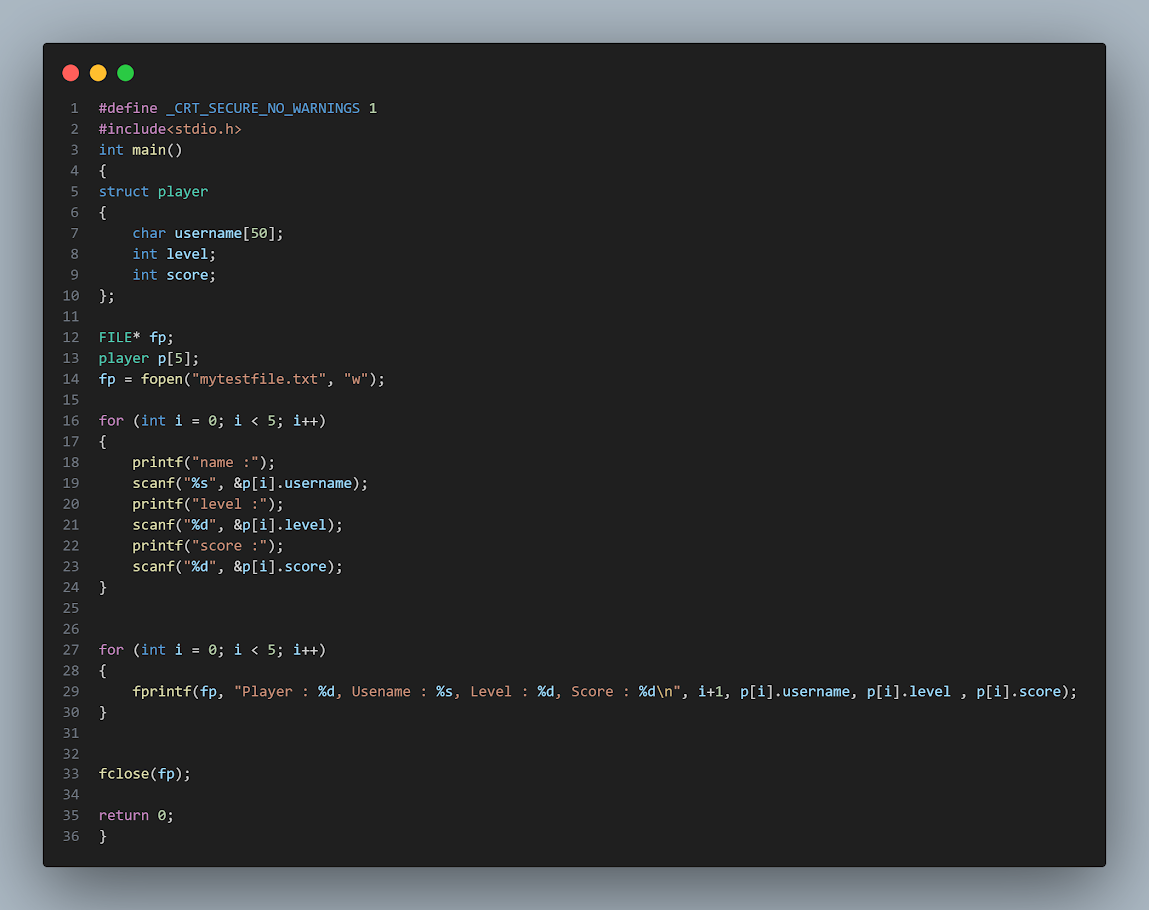 1 #define _CRT_SECURE_NO_WARNINGS 1
2 #include<stdio.h>
3 int main()
4 {
5 struct player
6 {
7     char username[50];
8     int level;
9     int score;
10 };
11
12 FILE* fp;
13 player p[5];
14 fp = fopen("mytestfile.txt", "w");
15
16 for (int i = 0; i < 5; i++)
17 {
18     printf("name :");
19     scanf("%s", &p[i].username);
20     printf("level :");
21     scanf("%d", &p[i].level);
22     printf("score :");
23     scanf("%d", &p[i].score);
24 }
25
26
27 for (int i = 0; i < 5; i++)
28 {
29     fprintf(fp, "Player : %d, Usename : %s, Level : %d, Score : %d\n", i+1, p[i].username, p[i].level , p[i].score);
30 }
31
32
33 fclose(fp);
34
35 return 0;
36 }